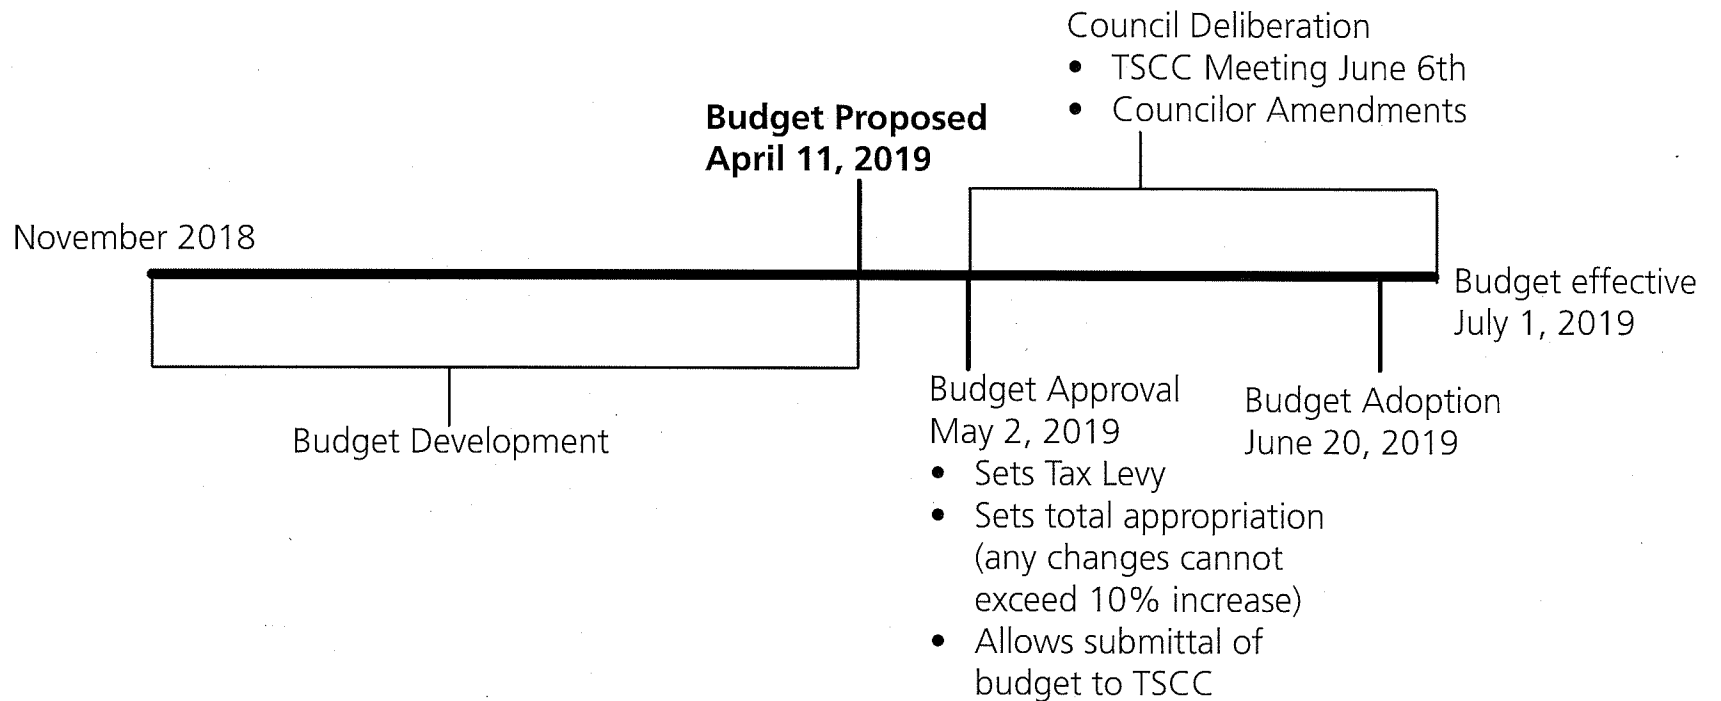 Council Deliberation
• TSCC Meeting June 6th
• Councilor Amendments
Budget Proposed
April 11, 2019
November 2018
Budget effective
July 1, 2019
Budget Development
Budget Approval
May 2, 2019
• Sets Tax Levy
• Sets total appropriation
(any changes cannot
exceed 10% increase)
• Allows submittal of
budget to TSCC
Budget Adoption
June 20, 2019